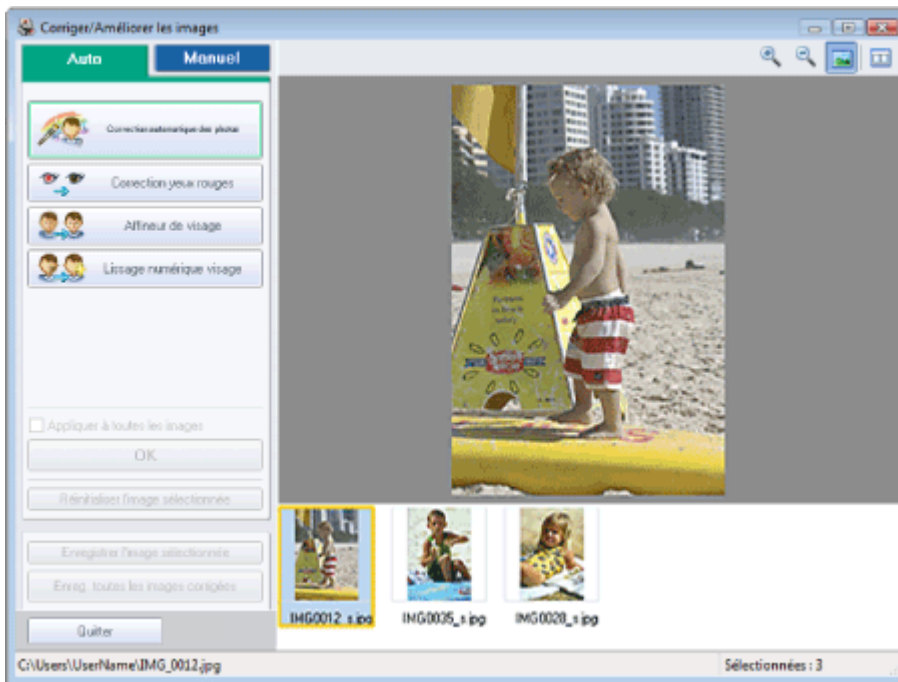 Corriger/Améliorer les images
Auto
Manuel
Correction automatique des photos
Correction yeux rouges
Affineur de visage
Lissage numérique visage
Appliquer à toutes les images
OK
Réinitialiser l'image sélectionnée
Enregistrer l'image sélectionnée
Enreg. toutes les images corrigées
Quitter
IMG0012_s.jpg
IMG0035_s.jpg
IMG0028_s.jpg
C:\Users\UserName\IMG_0012.jpg
Sélectionnées : 3